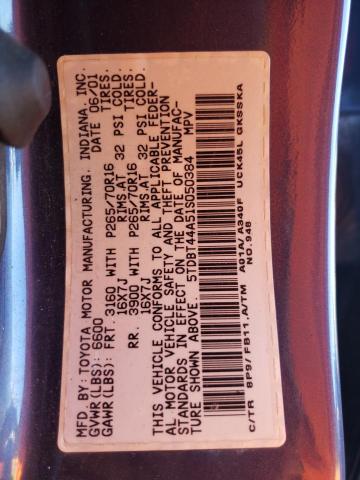 MFD.BY:TOYOTA MOTOR MANUFACTURING, INDIANA,INC.
GVWR(LBS):6600 DATE 06/01
GAWR(LBS): FRT. 3160 WITH P265/70R16 TIRES,
16X7J RIMS,AT 32 PSI COLD.
RR. 3900 WITH P265/70R16 TIRES,
16X7J RIMS,AT 32 PSI COLD.
THIS VEHICLE CONFORMS TO ALL APPLICABLE FEDER-
AL MOTOR VEHICLE SAFETY AND THEFT PREVENTION
STANDARDS IN EFFECT ON THE DATE OF MANUFAC-
TURE SHOWN ABOVE. 5TDBT44A51S050384 MPV
C/TR 8P9/ FB11,A/TM A01A/ A340F UCK45L GKSSKA
NO.948